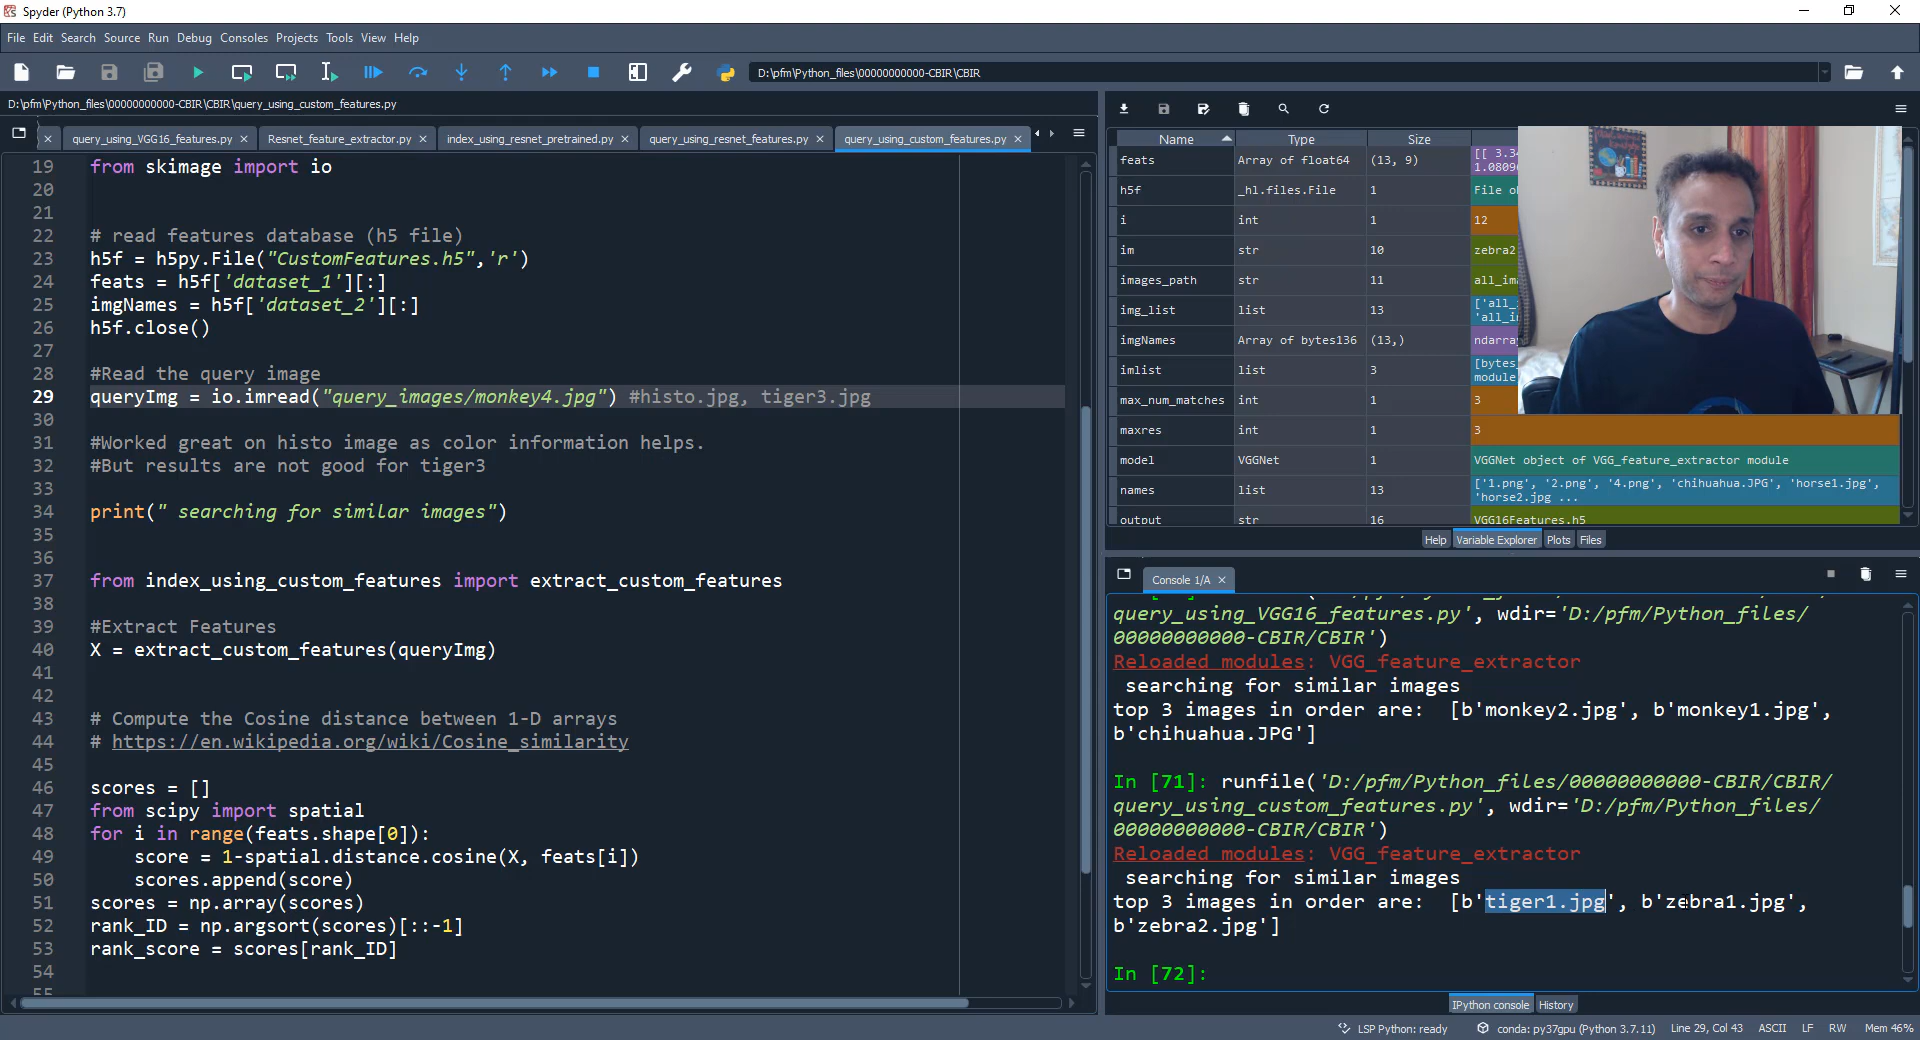 Spyder (Python 3.7)
File Edit Search Source Run Debug Consoles Projects Tools View Help
D:\pfm\Python_files\00000000000-CBIR\CBIR
D:\pfm\Python_files\00000000000-CBIR\CBIR\query_using_custom_features.py
query_using_VGG16_features.py Resnet_feature_extractor.py index_using_resnet_pretrained.py query_using_resnet_features.py query_using_custom_features.py
19 from skimage import io
20
21
22 # read features database (h5 file)
23 h5f = h5py.File("CustomFeatures.h5",'r')
24 feats = h5f['dataset_1'][:]
25 imgNames = h5f['dataset_2'][:]
26 h5f.close()
27
28 #Read the query image
29 queryImg = io.imread("query_images/monkey4.jpg") #histo.jpg, tiger3.jpg
30
31 #Worked great on histo image as color information helps.
32 #But results are not good for tiger3
33
34 print(" searching for similar images")
35
36
37 from index_using_custom_features import extract_custom_features
38
39 #Extract Features
40 X = extract_custom_features(queryImg)
41
42
43 # Compute the Cosine distance between 1-D arrays
44 # https://en.wikipedia.org/wiki/Cosine_similarity
45
46 scores = []
47 from scipy import spatial
48 for i in range(feats.shape[0]):
49 score = 1-spatial.distance.cosine(X, feats[i])
50 scores.append(score)
51 scores = np.array(scores)
52 rank_ID = np.argsort(scores)[::-1]
53 rank_score = scores[rank_ID]
54
55
Name Type Size
feats Array of float64 (13, 9) [[ 3.34
1.0809
h5f _hl.files.File 1 File ob
i int 1 12
im str 10 zebra2
images_path str 11 all_im
img_list list 13 ['all_
'all_i
imgNames Array of bytes136 (13,) ndarray
imlist list 3 [bytes_
module
max_num_matches int 1 3
maxres int 1 3
model VGGNet 1 VGGNet object of VGG_feature_extractor module
names list 13 ['1.png', '2.png', '4.png', 'chihuahua.JPG', 'horse1.jpg',
'horse2.jpg ...
output str 16 VGG16Features.h5
Help Variable Explorer Plots Files
Console 1/A
query_using_VGG16_features.py', wdir='D:/pfm/Python_files/
00000000000-CBIR/CBIR')
Reloaded modules: VGG_feature_extractor
searching for similar images
top 3 images in order are: [b'monkey2.jpg', b'monkey1.jpg',
b'chihuahua.JPG']
In [71]: runfile('D:/pfm/Python_files/00000000000-CBIR/CBIR/
query_using_custom_features.py', wdir='D:/pfm/Python_files/
00000000000-CBIR/CBIR')
Reloaded modules: VGG_feature_extractor
searching for similar images
top 3 images in order are: [b'tiger1.jpg', b'zebra1.jpg',
b'zebra2.jpg']
In [72]:
IPython console History
LSP Python: ready conda: py37gpu (Python 3.7.11) Line 29, Col 43 ASCII LF RW Mem 46%